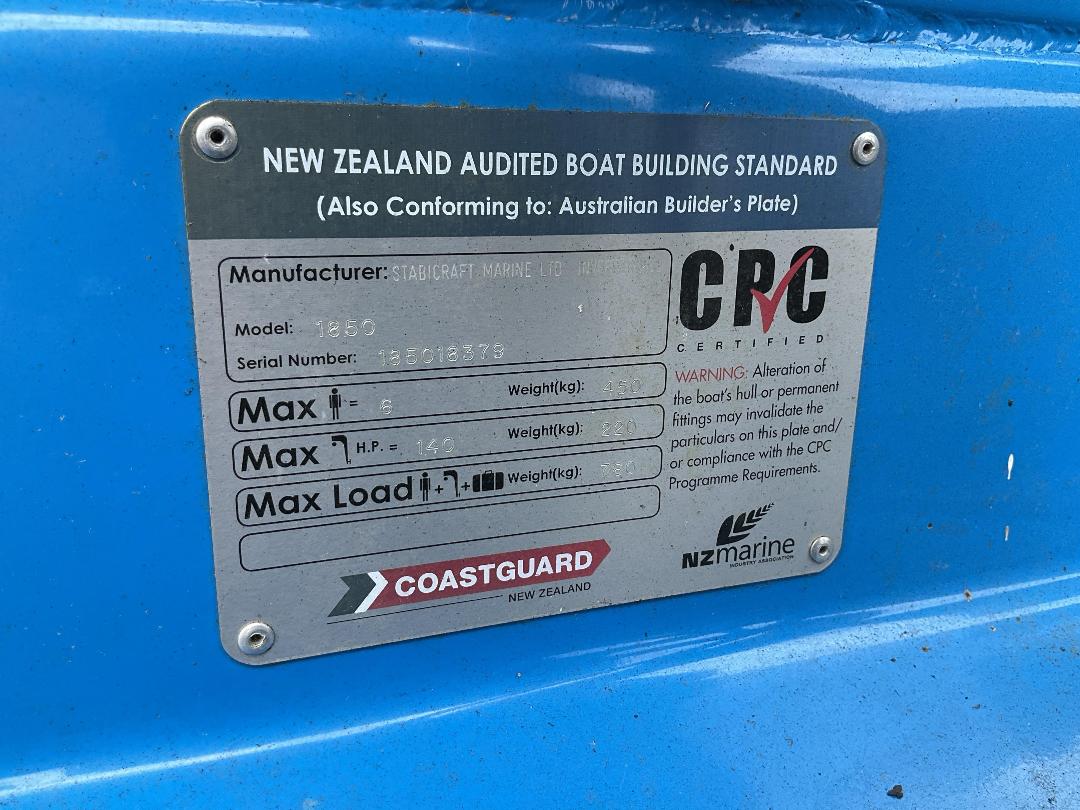 NEW ZEALAND AUDITED BOAT BUILDING STANDARD
(Also Conforming to: Australian Builder's Plate)
Manufacturer: STABICRAFT MARINE LTD
Model: 1850
Serial Number: 185018379
Max = 6 Weight(kg): 450
Max H.P. = 140 Weight(kg): 220
Max Load + + Weight(kg): 780
CPC
CERTIFIED
WARNING: Alteration of
the boat's hull or permanent
fittings may invalidate the
particulars on this plate and/
or compliance with the CPC
Programme Requirements.
COASTGUARD
NEW ZEALAND
NZmarine
INDUSTRY ASSOCIATION